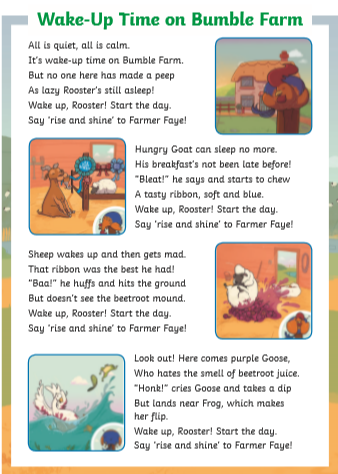 Wake-Up Time on Bumble Farm
All is quiet, all is calm.
It's wake-up time on Bumble Farm.
But no one here has made a peep
As lazy Rooster's still asleep!
Wake up, Rooster! Start the day.
Say 'rise and shine' to Farmer Faye!
Hungry Goat can sleep no more.
His breakfast's not been late before!
"Bleat!" he says and starts to chew
A tasty ribbon, soft and blue.
Wake up, Rooster! Start the day.
Say 'rise and shine' to Farmer Faye!
Sheep wakes up and then gets mad.
That ribbon was the best he had!
"Baa!" he huffs and hits the ground
But doesn't see the beetroot mound.
Wake up, Rooster! Start the day.
Say 'rise and shine' to Farmer Faye!
Look out! Here comes purple Goose,
Who hates the smell of beetroot juice.
"Honk!" cries Goose and takes a dip
But lands near Frog, which makes
her flip.
Wake up, Rooster! Start the day.
Say 'rise and shine' to Farmer Faye!